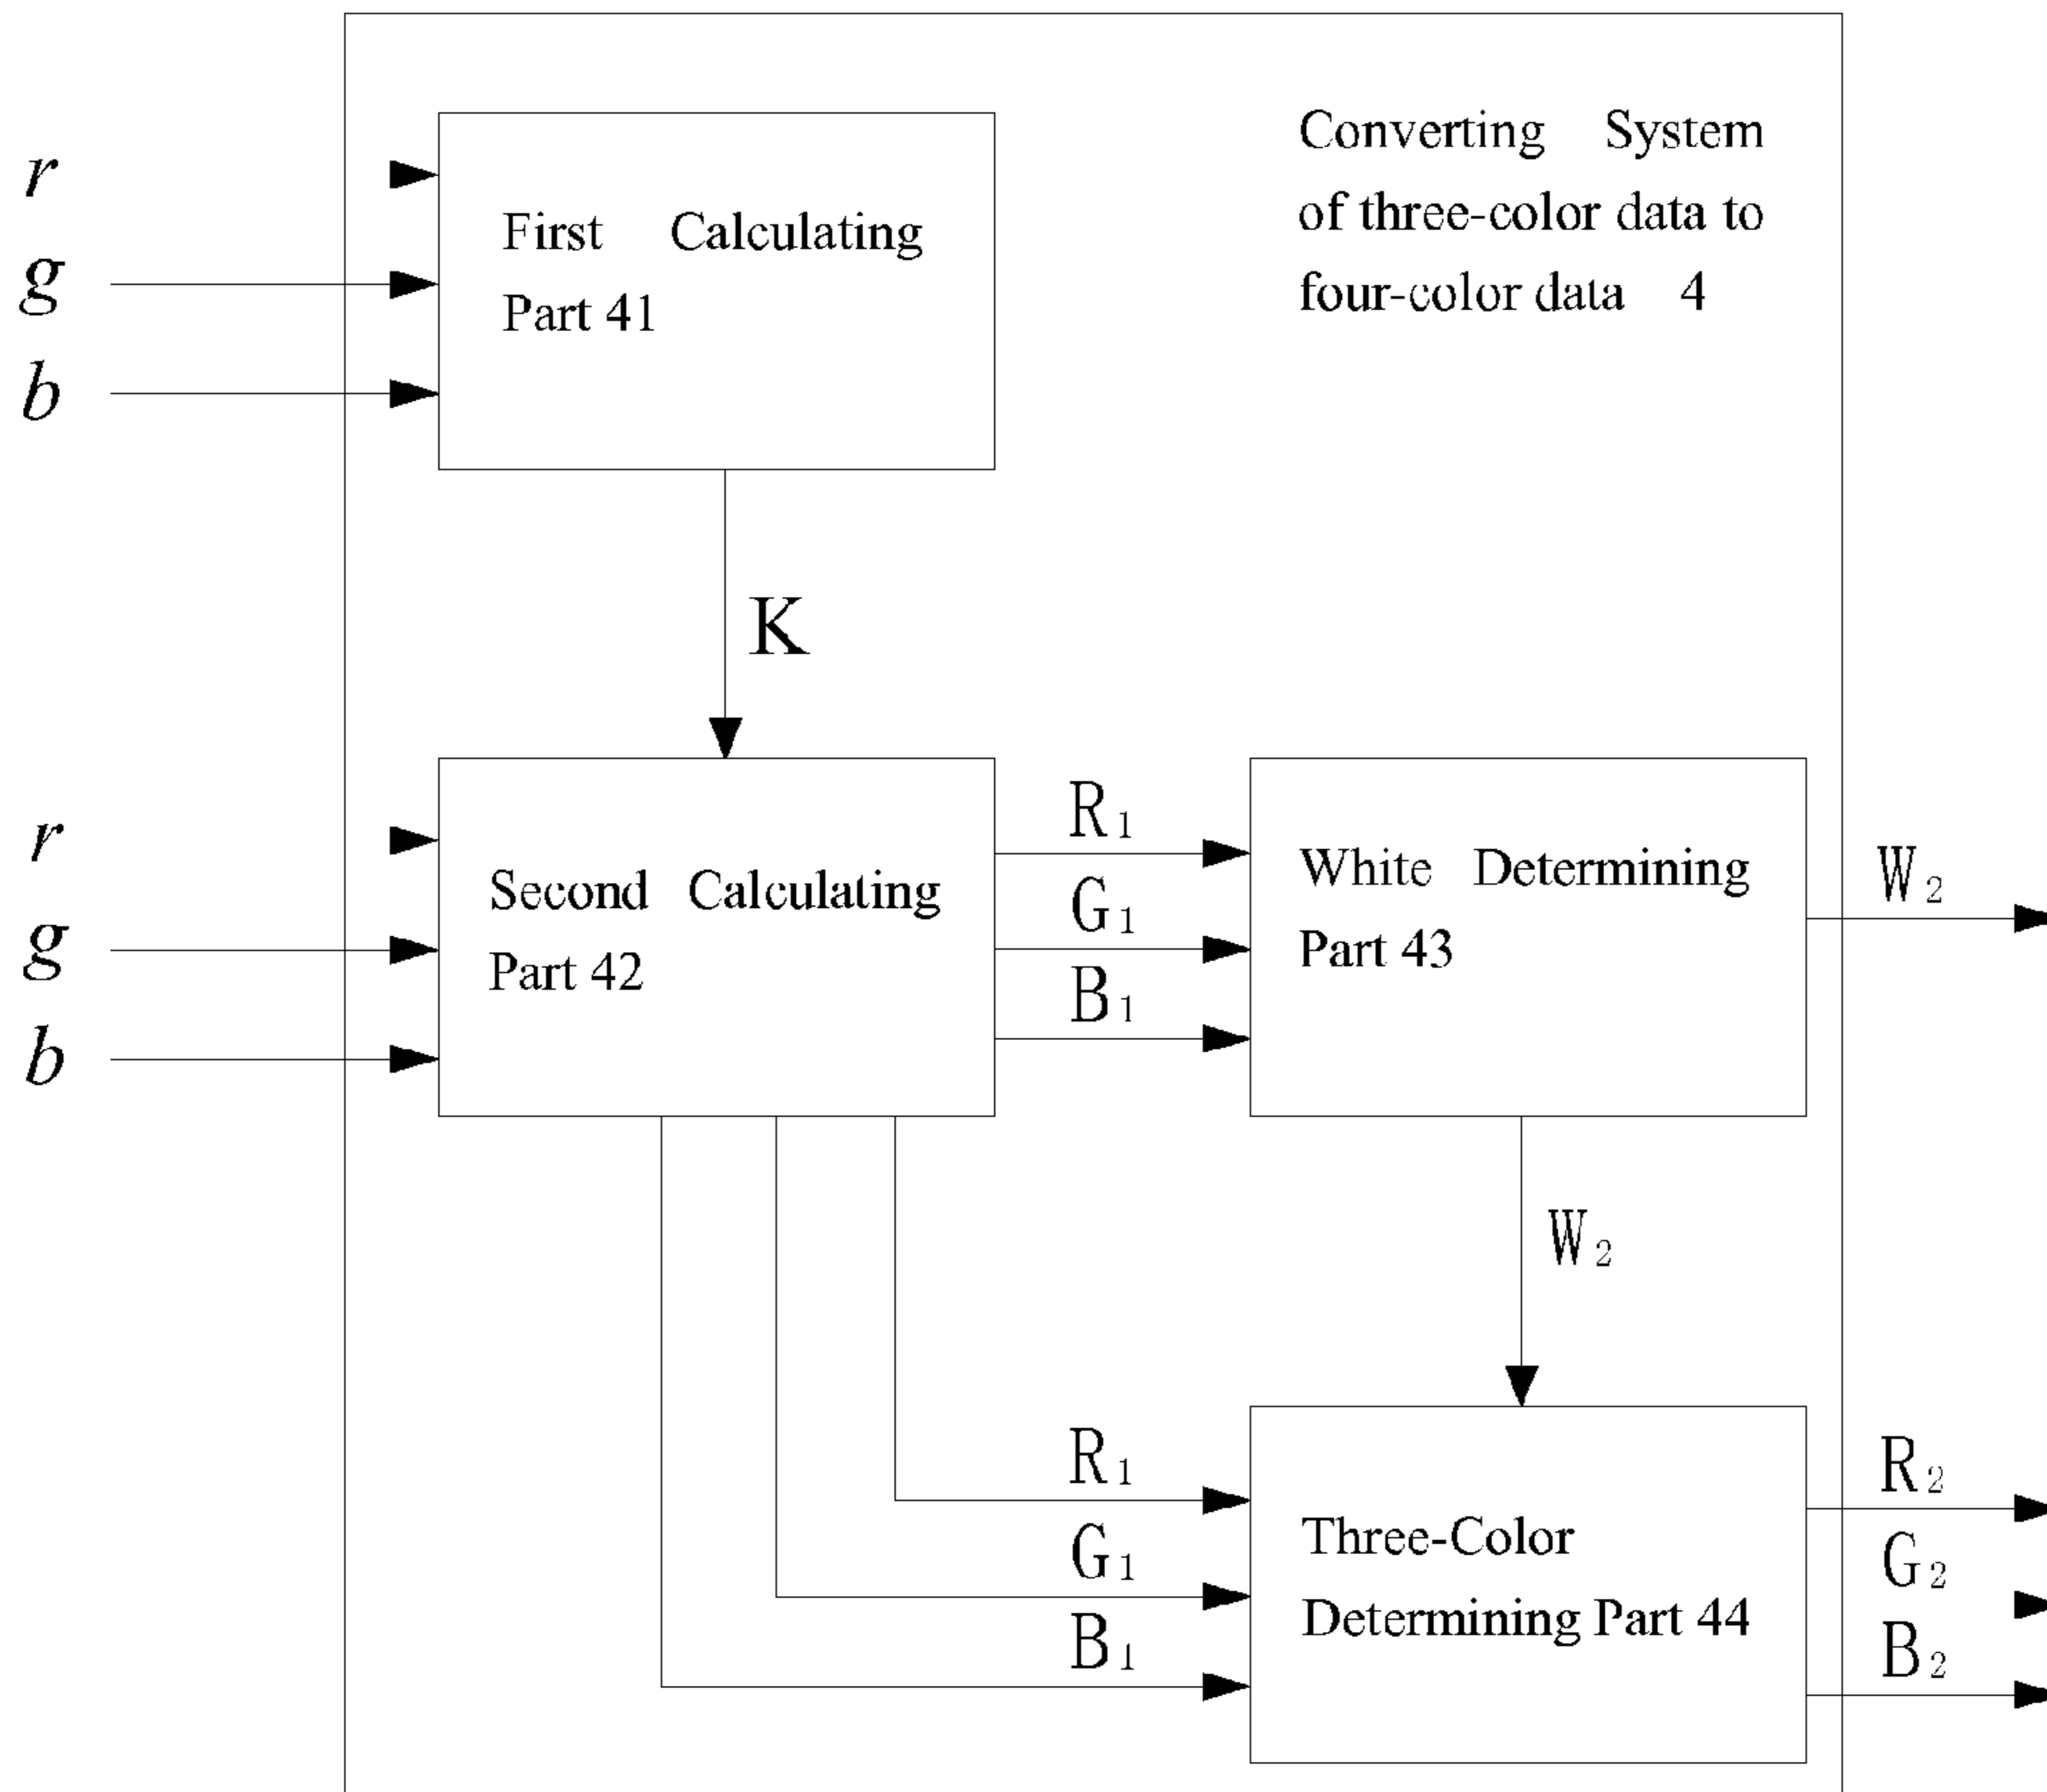 Converting System
of three-color data to
four-color data 4
r
g
b
First Calculating
Part 41
K
r
g
b
Second Calculating
Part 42
R1
G1
B1
White Determining
Part 43
W2
W2
R1
G1
B1
Three-Color
Determining Part 44
R2
G2
B2